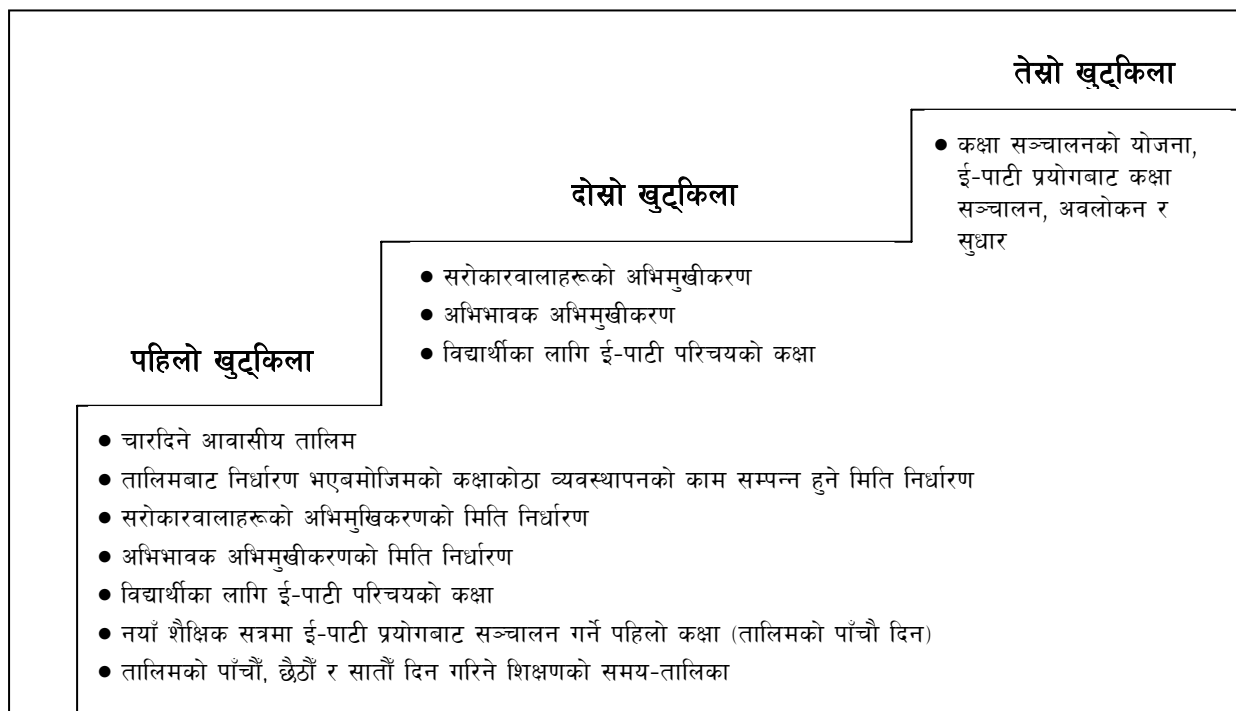 तेस्रो खुट्किला
● कक्षा सञ्चालनको योजना,
ई-पाटी प्रयोगबाट कक्षा
सञ्चालन, अवलोकन र
सुधार
दोस्रो खुट्किला
● सरोकारवालाहरूको अभिमुखीकरण
● अभिभावक अभिमुखीकरण
● विद्यार्थीका लागि ई-पाटी परिचयको कक्षा
पहिलो खुट्किला
● चारदिने आवासीय तालिम
● तालिमबाट निर्धारण भएबमोजिमको कक्षाकोठा व्यवस्थापनको काम सम्पन्न हुने मिति निर्धारण
● सरोकारवालाहरूको अभिमुखिकरणको मिति निर्धारण
● अभिभावक अभिमुखीकरणको मिति निर्धारण
● विद्यार्थीका लागि ई-पाटी परिचयको कक्षा
● नयाँ शैक्षिक सत्रमा ई-पाटी प्रयोगबाट सञ्चालन गर्ने पहिलो कक्षा (तालिमको पाँचौ दिन)
● तालिमको पाँचौँ, छैठौँ र सातौँ दिन गरिने शिक्षणको समय-तालिका